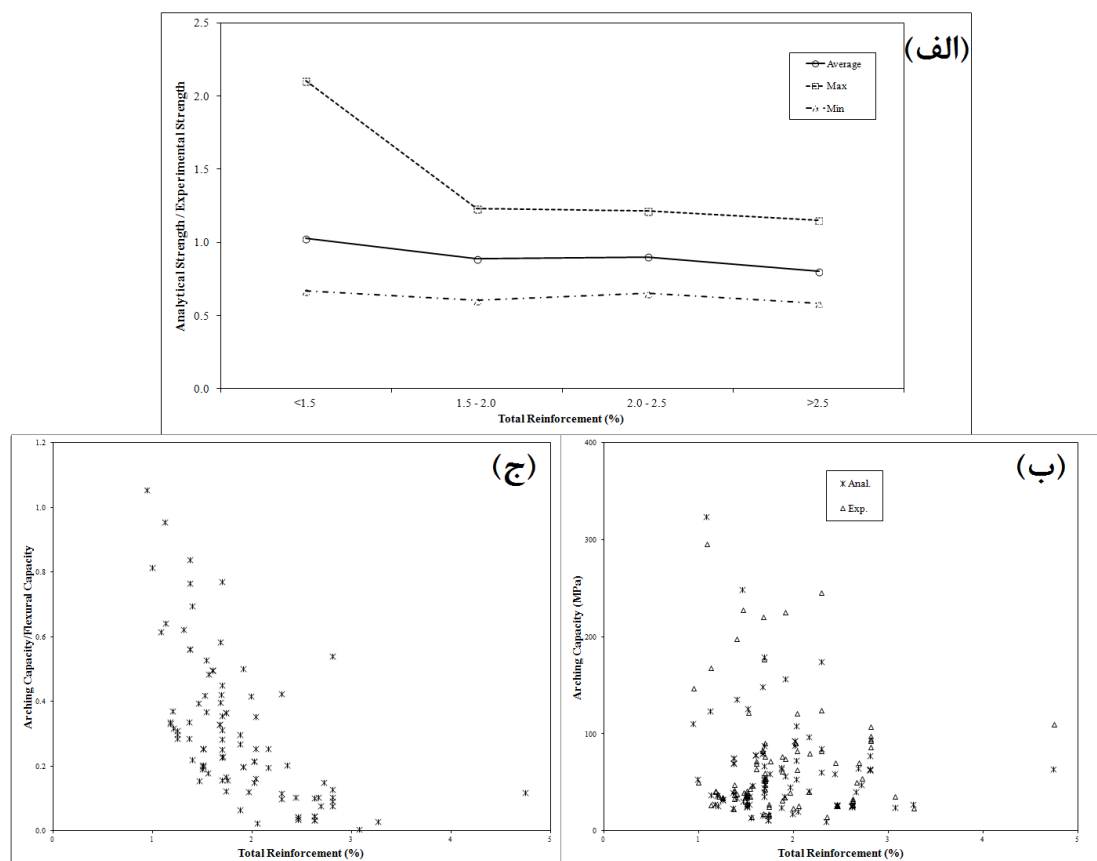 (الف)
Average
Max
Min
Analytical Strength / Experimental Strength
2.5
2.0
1.5
1.0
0.5
0.0
<1.5
1.5 - 2.0
2.0 - 2.5
>2.5
Total Reinforcement (%)
(ج)
Arching Capacity/Flexural Capacity
1.2
1.0
0.8
0.6
0.4
0.2
0.0
0
1
2
3
4
5
Total Reinforcement (%)
(ب)
Anal.
Exp.
Arching Capacity (MPa)
400
300
200
100
0
0
1
2
3
4
5
Total Reinforcement (%)